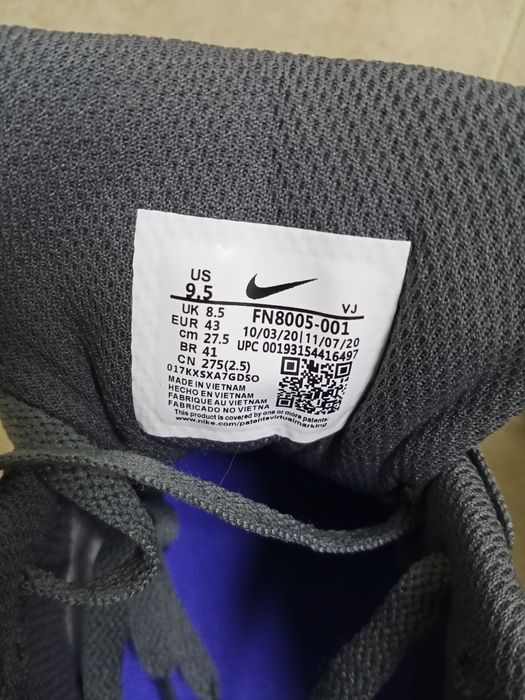 US
9.5
VJ
UK 8.5
EUR 43
cm 27.5
BR 41
CN 275(2.5)
FN8005-001
10/03/20|11/07/20
UPC 00193154416497
017KXSXA7GDSO
MADE IN VIETNAM
HECHO EN VIETNAM
FABRIQUE AU VIETNAM
FABRICADO NO VIETNA
This product is covered by one or more patents.
www.nike.com/patentsvirtualmarking